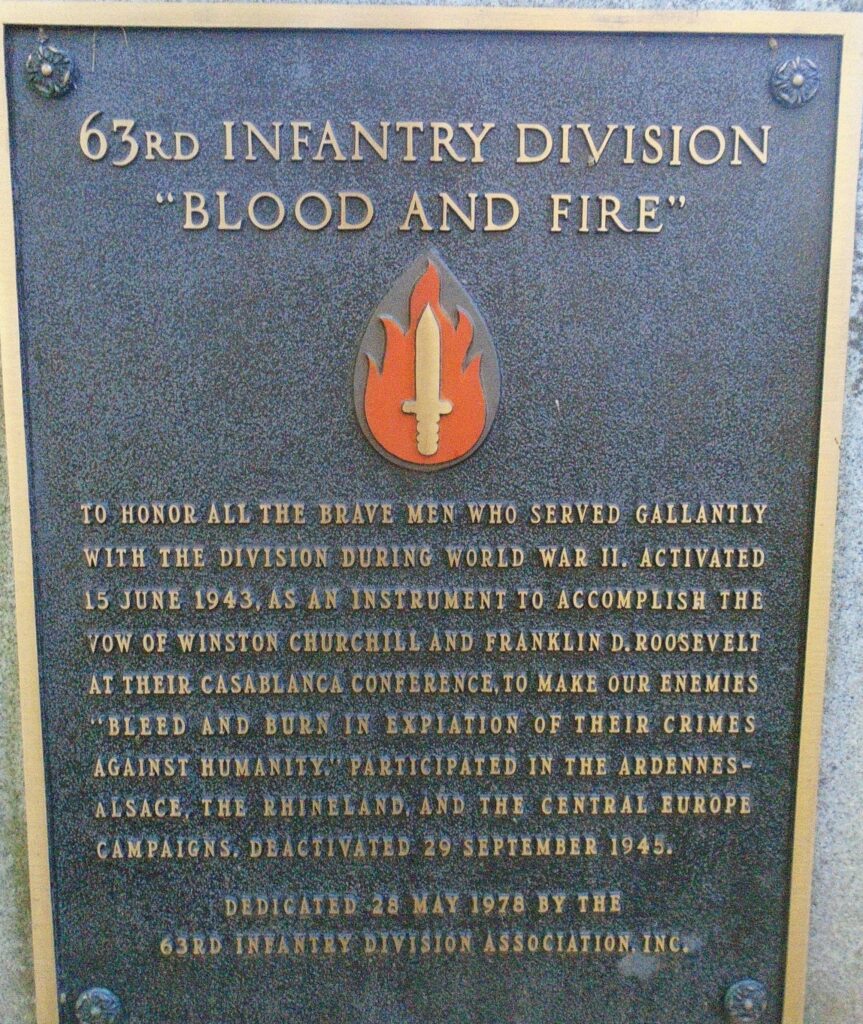 63RD INFANTRY DIVISION
"BLOOD AND FIRE"
TO HONOR ALL THE BRAVE MEN WHO SERVED GALLANTLY
WITH THE DIVISION DURING WORLD WAR II. ACTIVATED
15 JUNE 1943, AS AN INSTRUMENT TO ACCOMPLISH THE
VOW OF WINSTON CHURCHILL AND FRANKLIN D. ROOSEVELT
AT THEIR CASABLANCA CONFERENCE, TO MAKE OUR ENEMIES
"BLEED AND BURN IN EXPIATION OF THEIR CRIMES
AGAINST HUMANITY." PARTICIPATED IN THE ARDENNES-
ALSACE, THE RHINELAND, AND THE CENTRAL EUROPE
CAMPAIGNS. DEACTIVATED 29 SEPTEMBER 1945.
DEDICATED 28 MAY 1978 BY THE
63RD INFANTRY DIVISION ASSOCIATION, INC.